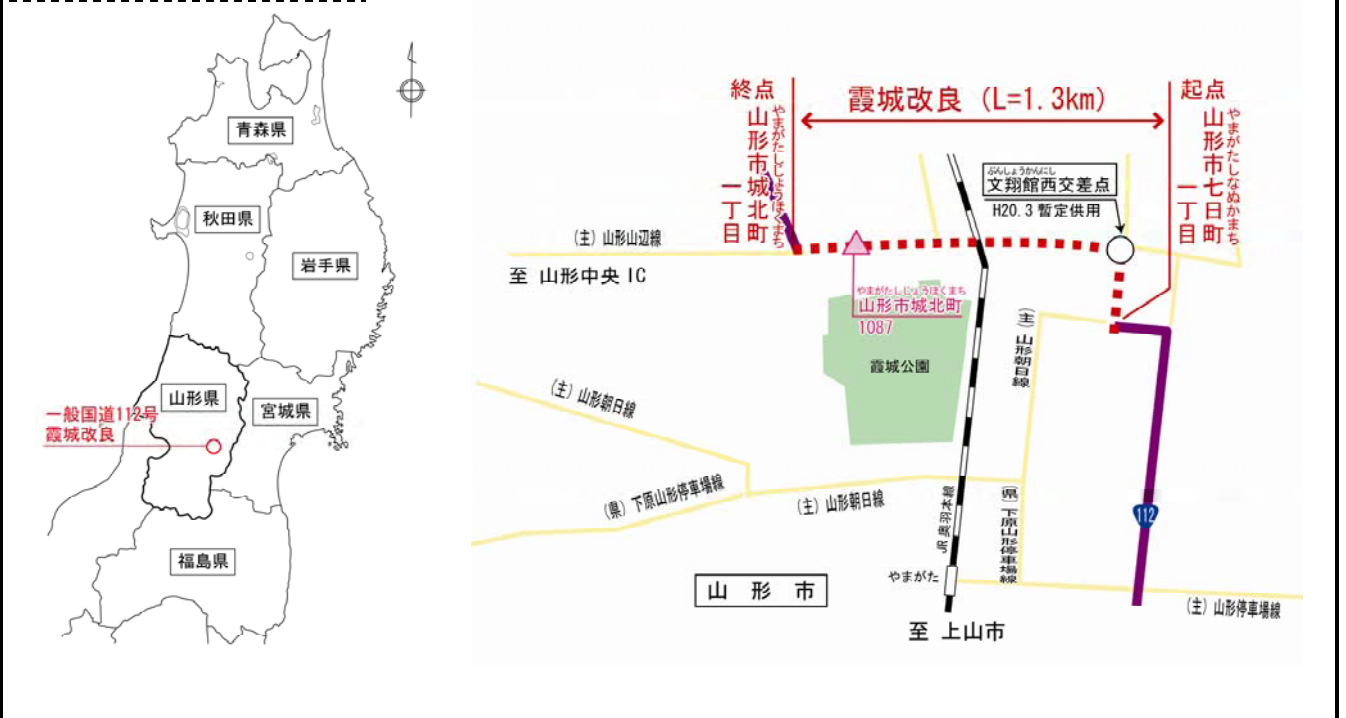 青森県
秋田県
岩手県
山形県
宮城県
一般国道112号
霞城改良
福島県
霞城改良 (L=1.3km)
終点
山形市城北町
やまがたしじょうほくまち
一丁目
起点
山形市七日町
やまがたしなぬかまち
一丁目
ぶんしょうかんにし
文翔館西交差点
H20.3 暫定供用
(主) 山形山辺線
至 山形中央 IC
やまがたしじょうほくまち
山形市城北町
1087
霞城公園
(主) 山形朝日線
(主) 山形朝日線
(県) 下原山形停車場線
(主) 山形朝日線
JR 奥羽本線
(県) 下原山形停車場線
112
やまがた
山 形 市
(主) 山形停車場線
至 上山市